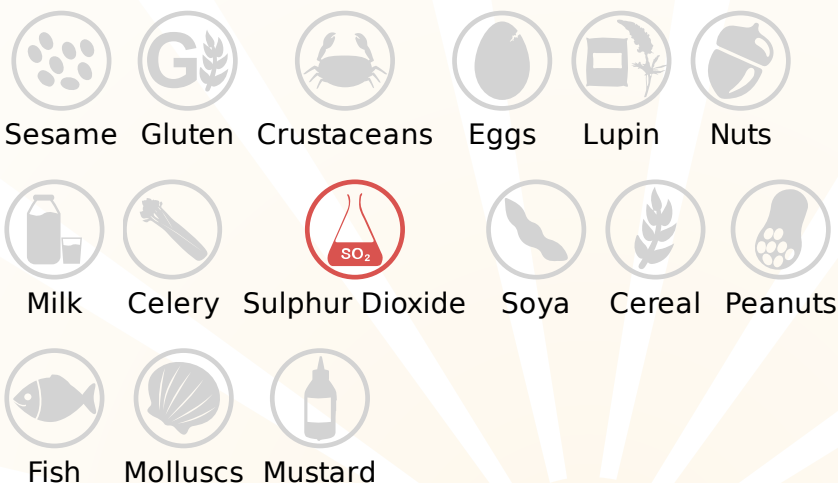 G
Sesame Gluten Crustaceans Eggs Lupin Nuts
SO₂
Milk Celery Sulphur Dioxide Soya Cereal Peanuts
Fish Molluscs Mustard